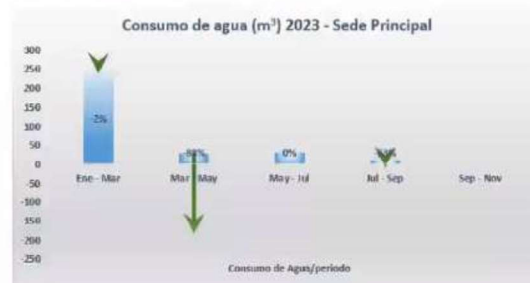 Consumo de agua (m³) 2023 - Sede Principal
300
250
200
150
100
50
0
-50
-100
-150
-200
-250
-2%
0%
Ene - Mar
Mar - May
May - Jul
Jul - Sep
Sep - Nov
Consumo de Agua/periodo